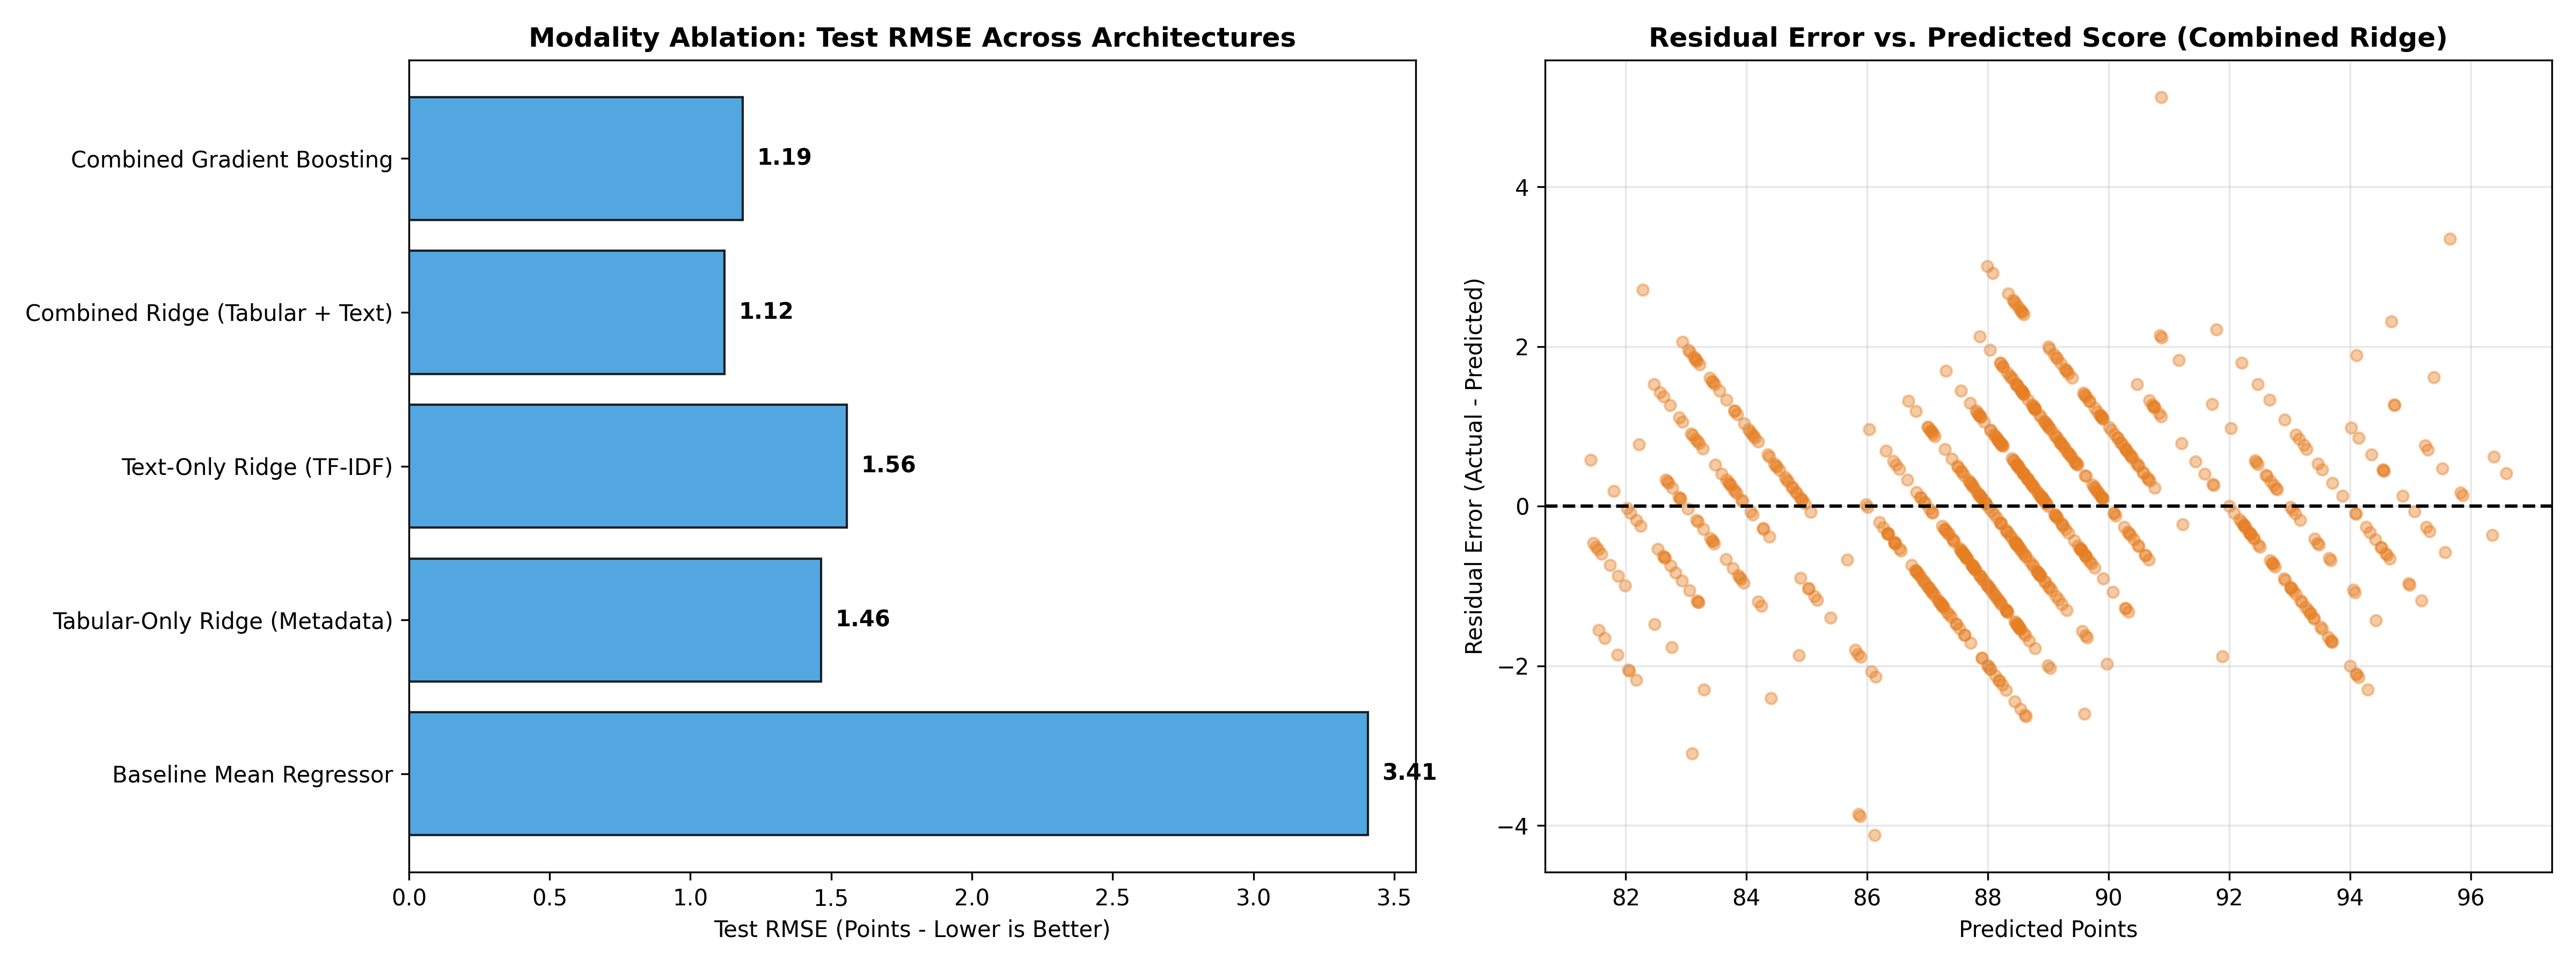 Modality Ablation: Test RMSE Across Architectures
Combined Gradient Boosting
1.19
Combined Ridge (Tabular + Text)
1.12
Text-Only Ridge (TF-IDF)
1.56
Tabular-Only Ridge (Metadata)
1.46
Baseline Mean Regressor
3.41
0.0 0.5 1.0 1.5 2.0 2.5 3.0 3.5
Test RMSE (Points - Lower is Better)
Residual Error vs. Predicted Score (Combined Ridge)
Residual Error (Actual - Predicted)
4
2
0
−2
−4
82 84 86 88 90 92 94 96
Predicted Points